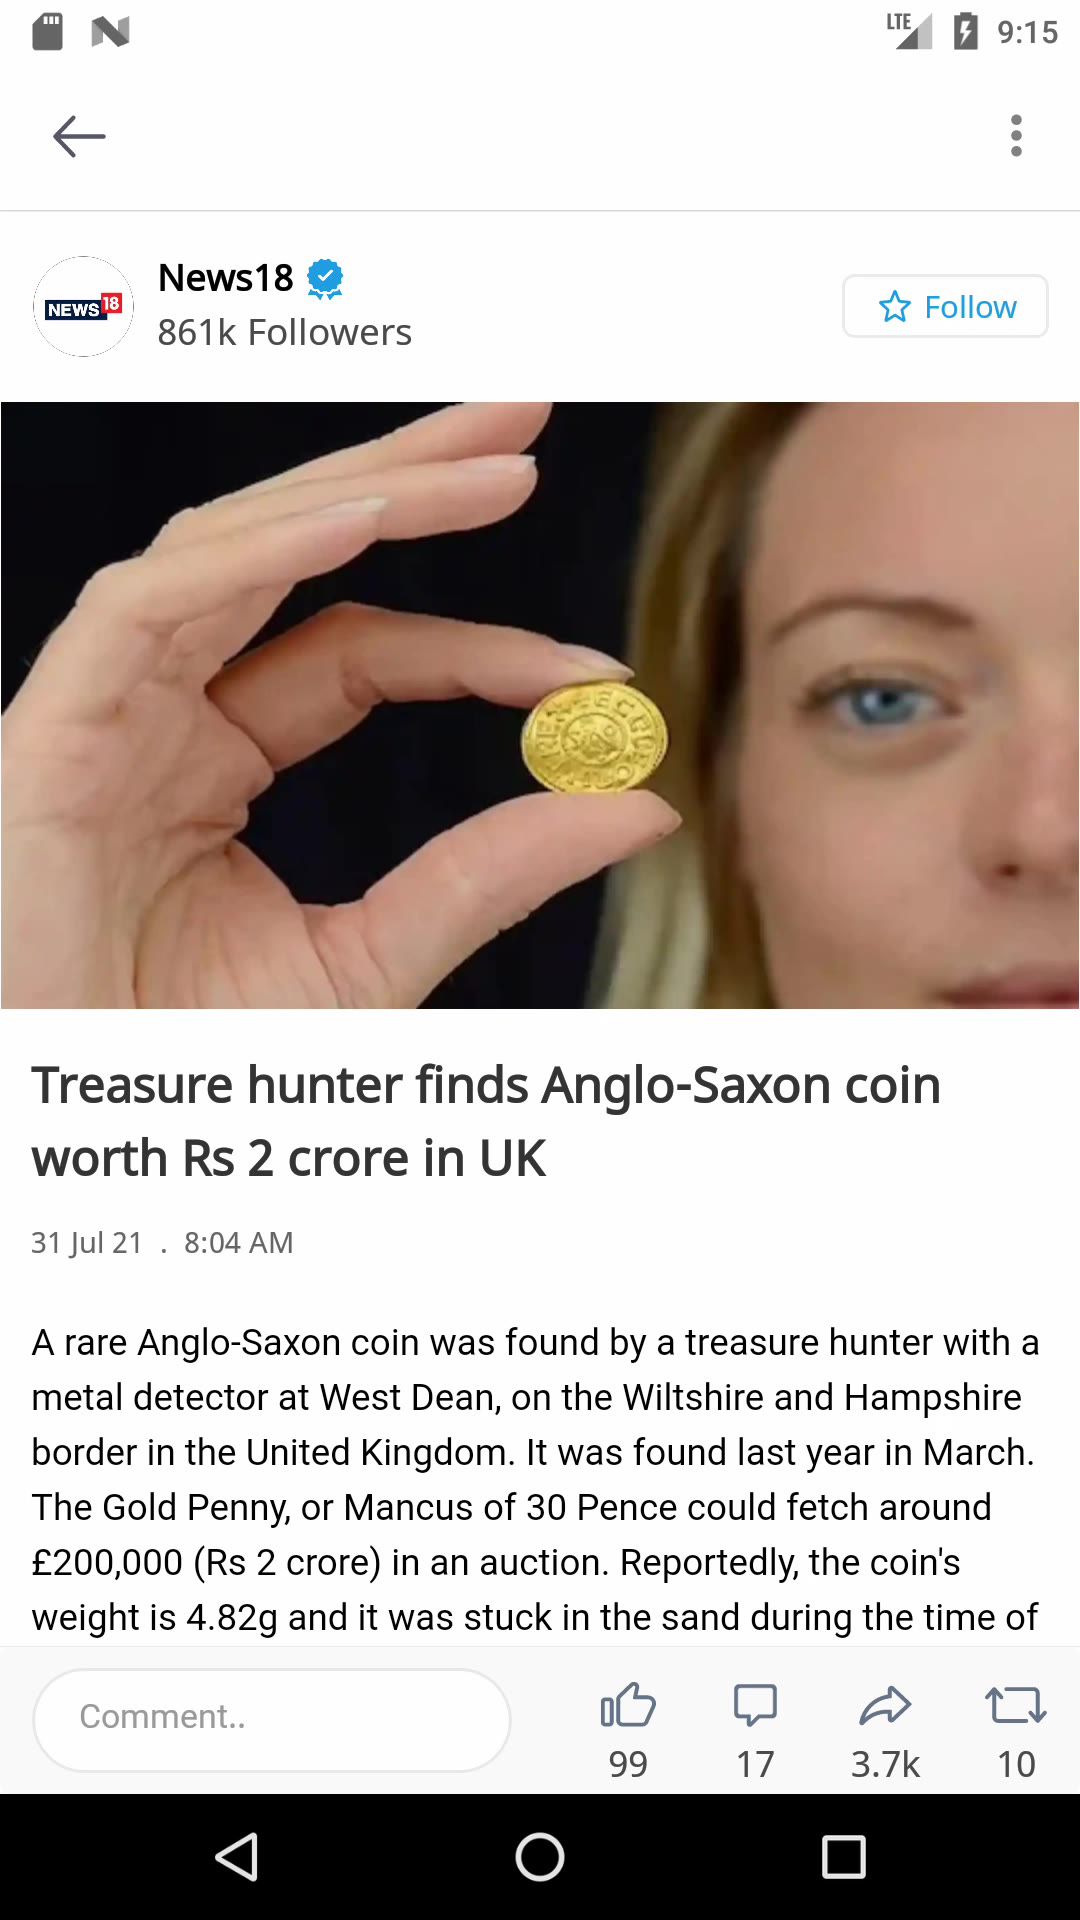 LTE 9:15
News18
NEWS 18
861k Followers
Follow
Treasure hunter finds Anglo-Saxon coin
worth Rs 2 crore in UK
31 Jul 21 . 8:04 AM
A rare Anglo-Saxon coin was found by a treasure hunter with a
metal detector at West Dean, on the Wiltshire and Hampshire
border in the United Kingdom. It was found last year in March.
The Gold Penny, or Mancus of 30 Pence could fetch around
£200,000 (Rs 2 crore) in an auction. Reportedly, the coin's
weight is 4.82g and it was stuck in the sand during the time of
Comment..
99 17 3.7k 10